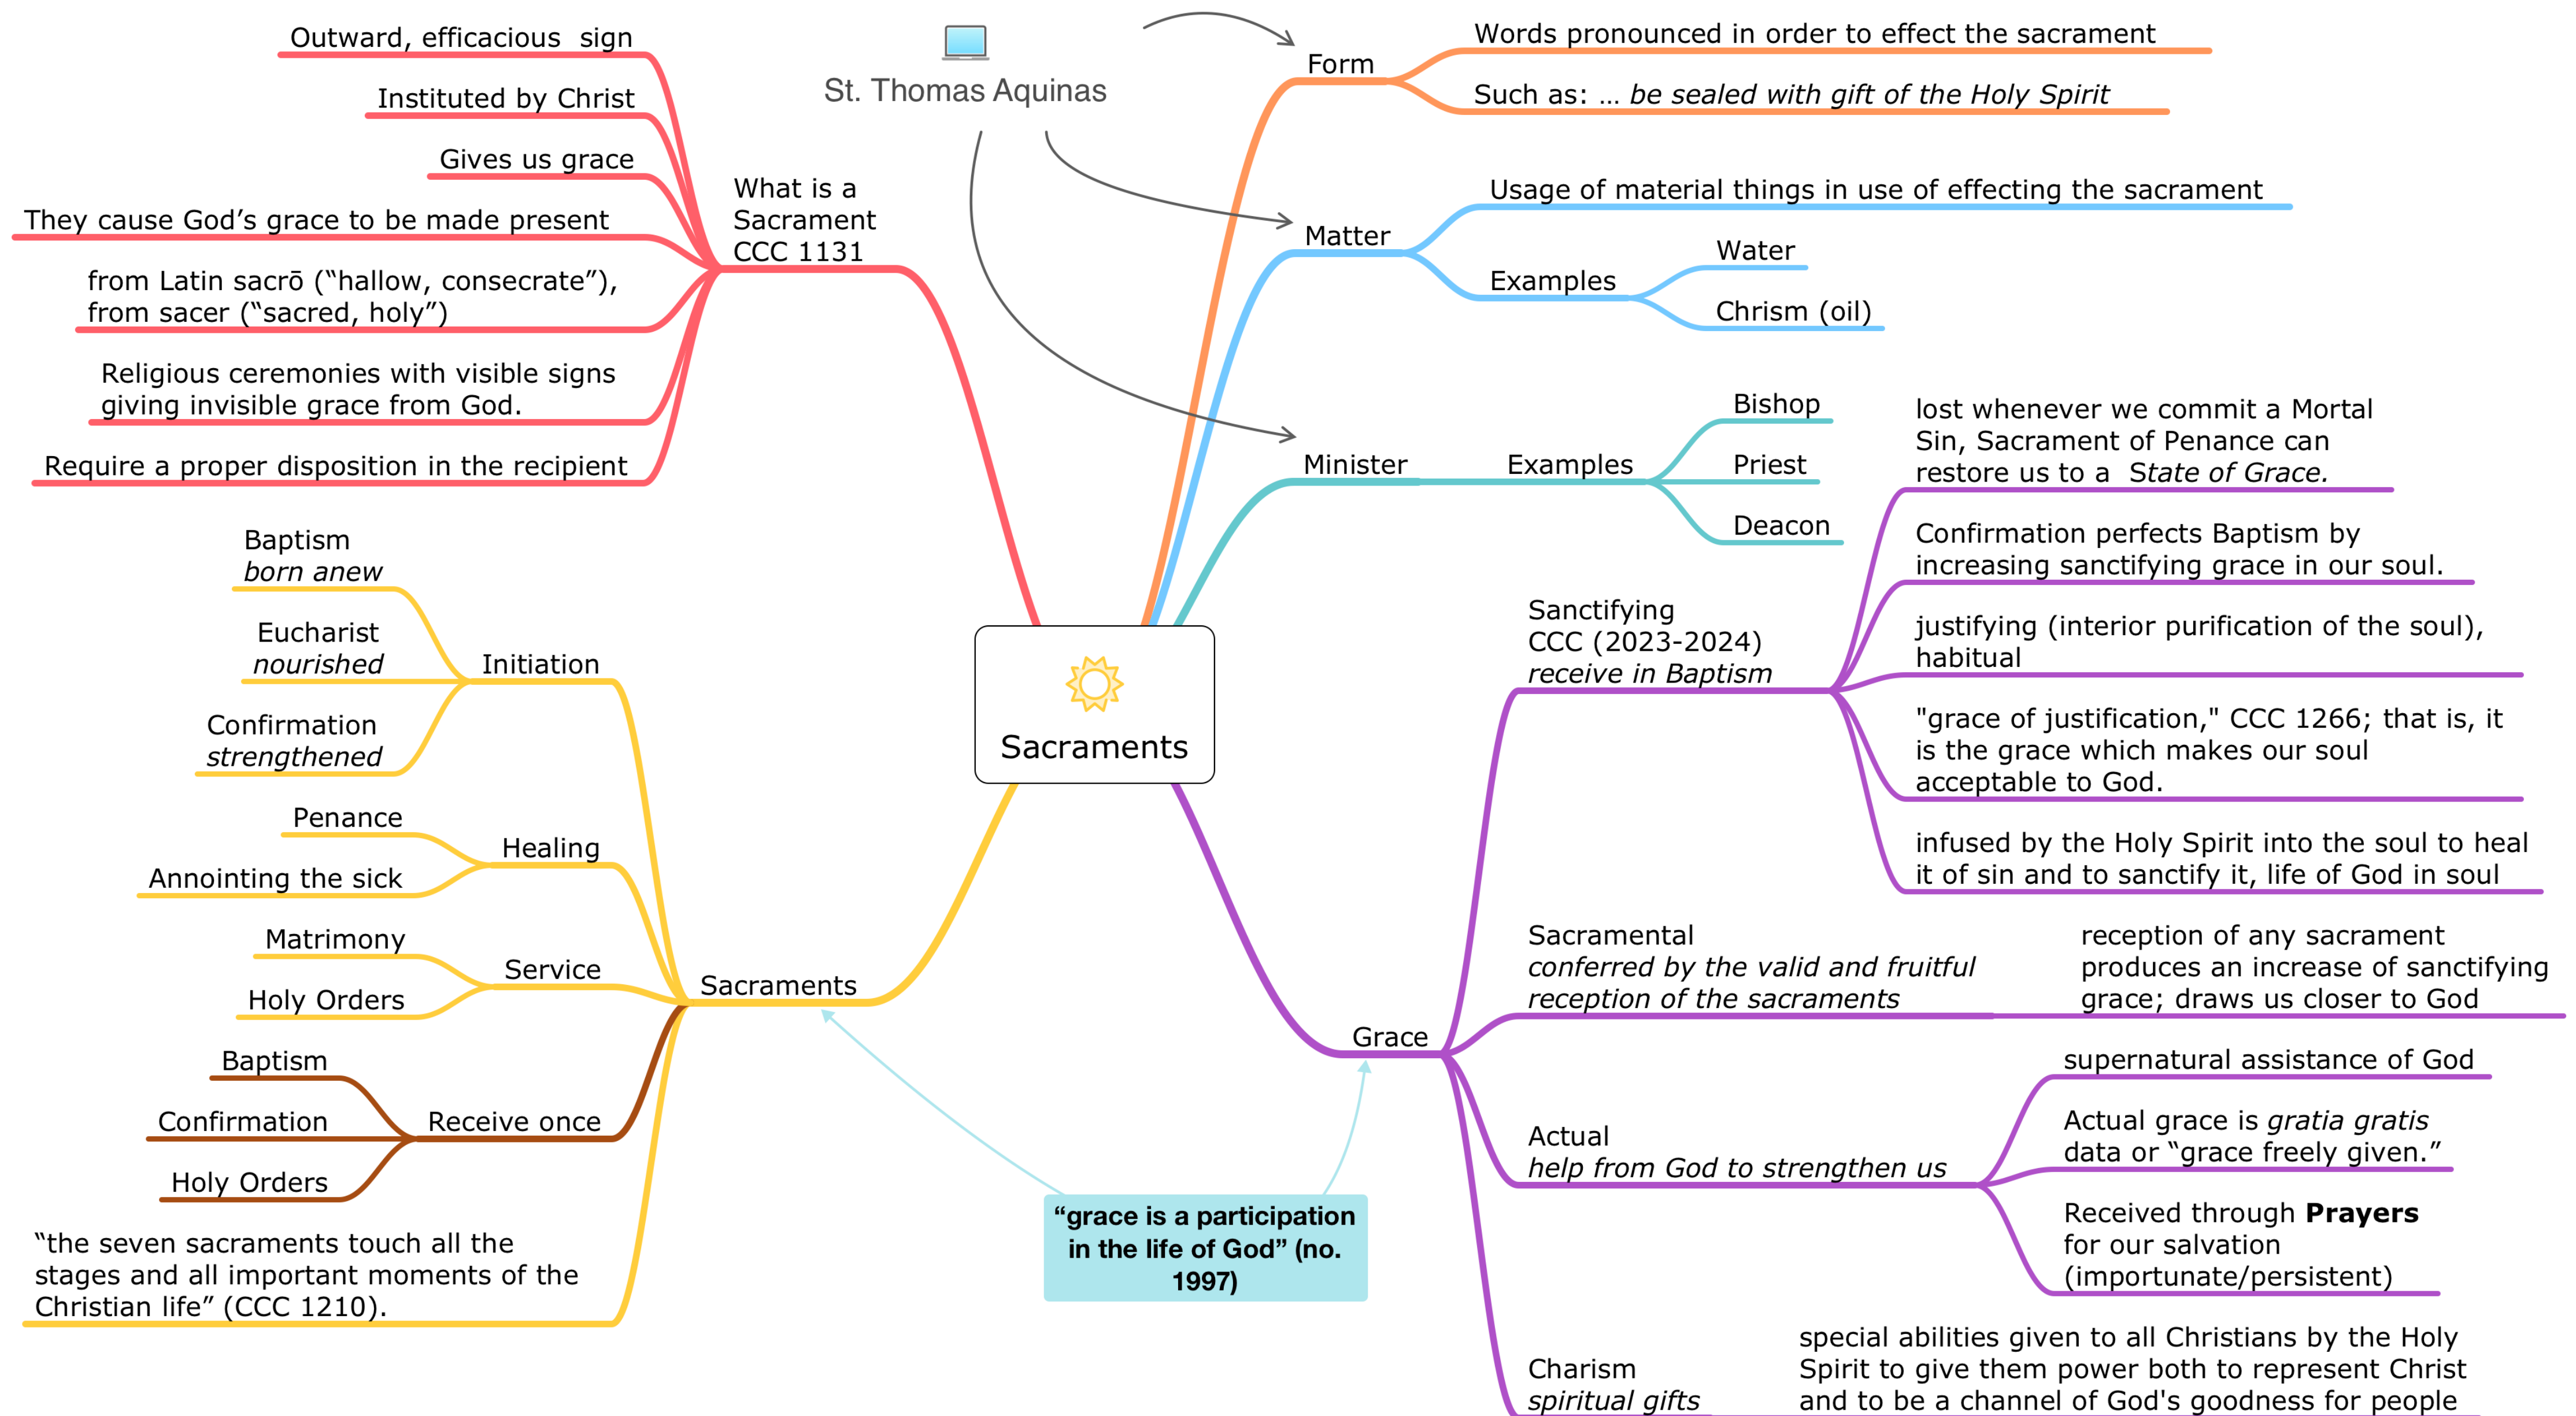 Outward, efficacious  sign
Instituted by Christ
Gives us grace
They cause God’s grace to be made present
from Latin sacrō (“hallow, consecrate”),
from sacer (“sacred, holy”)
Religious ceremonies with visible signs
giving invisible grace from God.
Require a proper disposition in the recipient
What is a
Sacrament
CCC 1131
St. Thomas Aquinas
Form
Words pronounced in order to effect the sacrament
Such as: ... be sealed with gift of the Holy Spirit
Matter
Usage of material things in use of effecting the sacrament
Examples
Water
Chrism (oil)
Minister
Examples
Bishop
Priest
Deacon
Sacraments
Baptism
born anew
Eucharist
nourished
Confirmation
strengthened
Initiation
Penance
Annointing the sick
Healing
Matrimony
Holy Orders
Service
Sacraments
Baptism
Confirmation
Holy Orders
Receive once
“the seven sacraments touch all the
stages and all important moments of the
Christian life” (CCC 1210).
“grace is a participation
in the life of God” (no.
1997)
Grace
Sanctifying
CCC (2023-2024)
receive in Baptism
lost whenever we commit a Mortal
Sin, Sacrament of Penance can
restore us to a  State of Grace.
Confirmation perfects Baptism by
increasing sanctifying grace in our soul.
justifying (interior purification of the soul),
habitual
"grace of justification," CCC 1266; that is, it
is the grace which makes our soul
acceptable to God.
infused by the Holy Spirit into the soul to heal
it of sin and to sanctify it, life of God in soul
Sacramental
conferred by the valid and fruitful
reception of the sacraments
reception of any sacrament
produces an increase of sanctifying
grace; draws us closer to God
Actual
help from God to strengthen us
supernatural assistance of God
Actual grace is gratia gratis
data or “grace freely given.”
Received through Prayers
for our salvation
(importunate/persistent)
Charism
spiritual gifts
special abilities given to all Christians by the Holy
Spirit to give them power both to represent Christ
and to be a channel of God's goodness for people